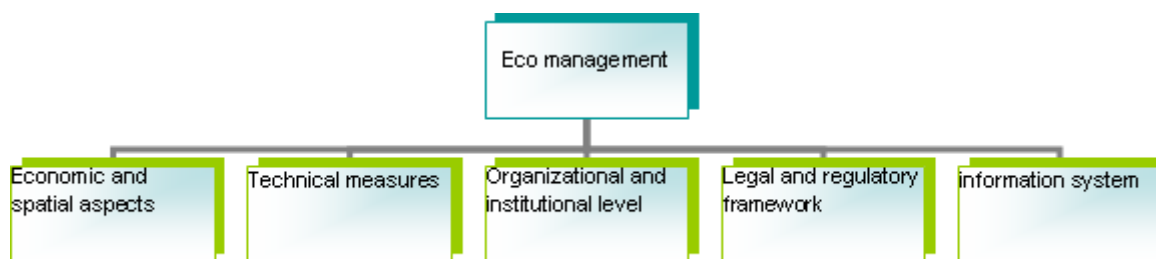 Eco management
Economic and
spatial aspects
Technical measures
Organizational and
institutional level
Legal and regulatory
framework
information system